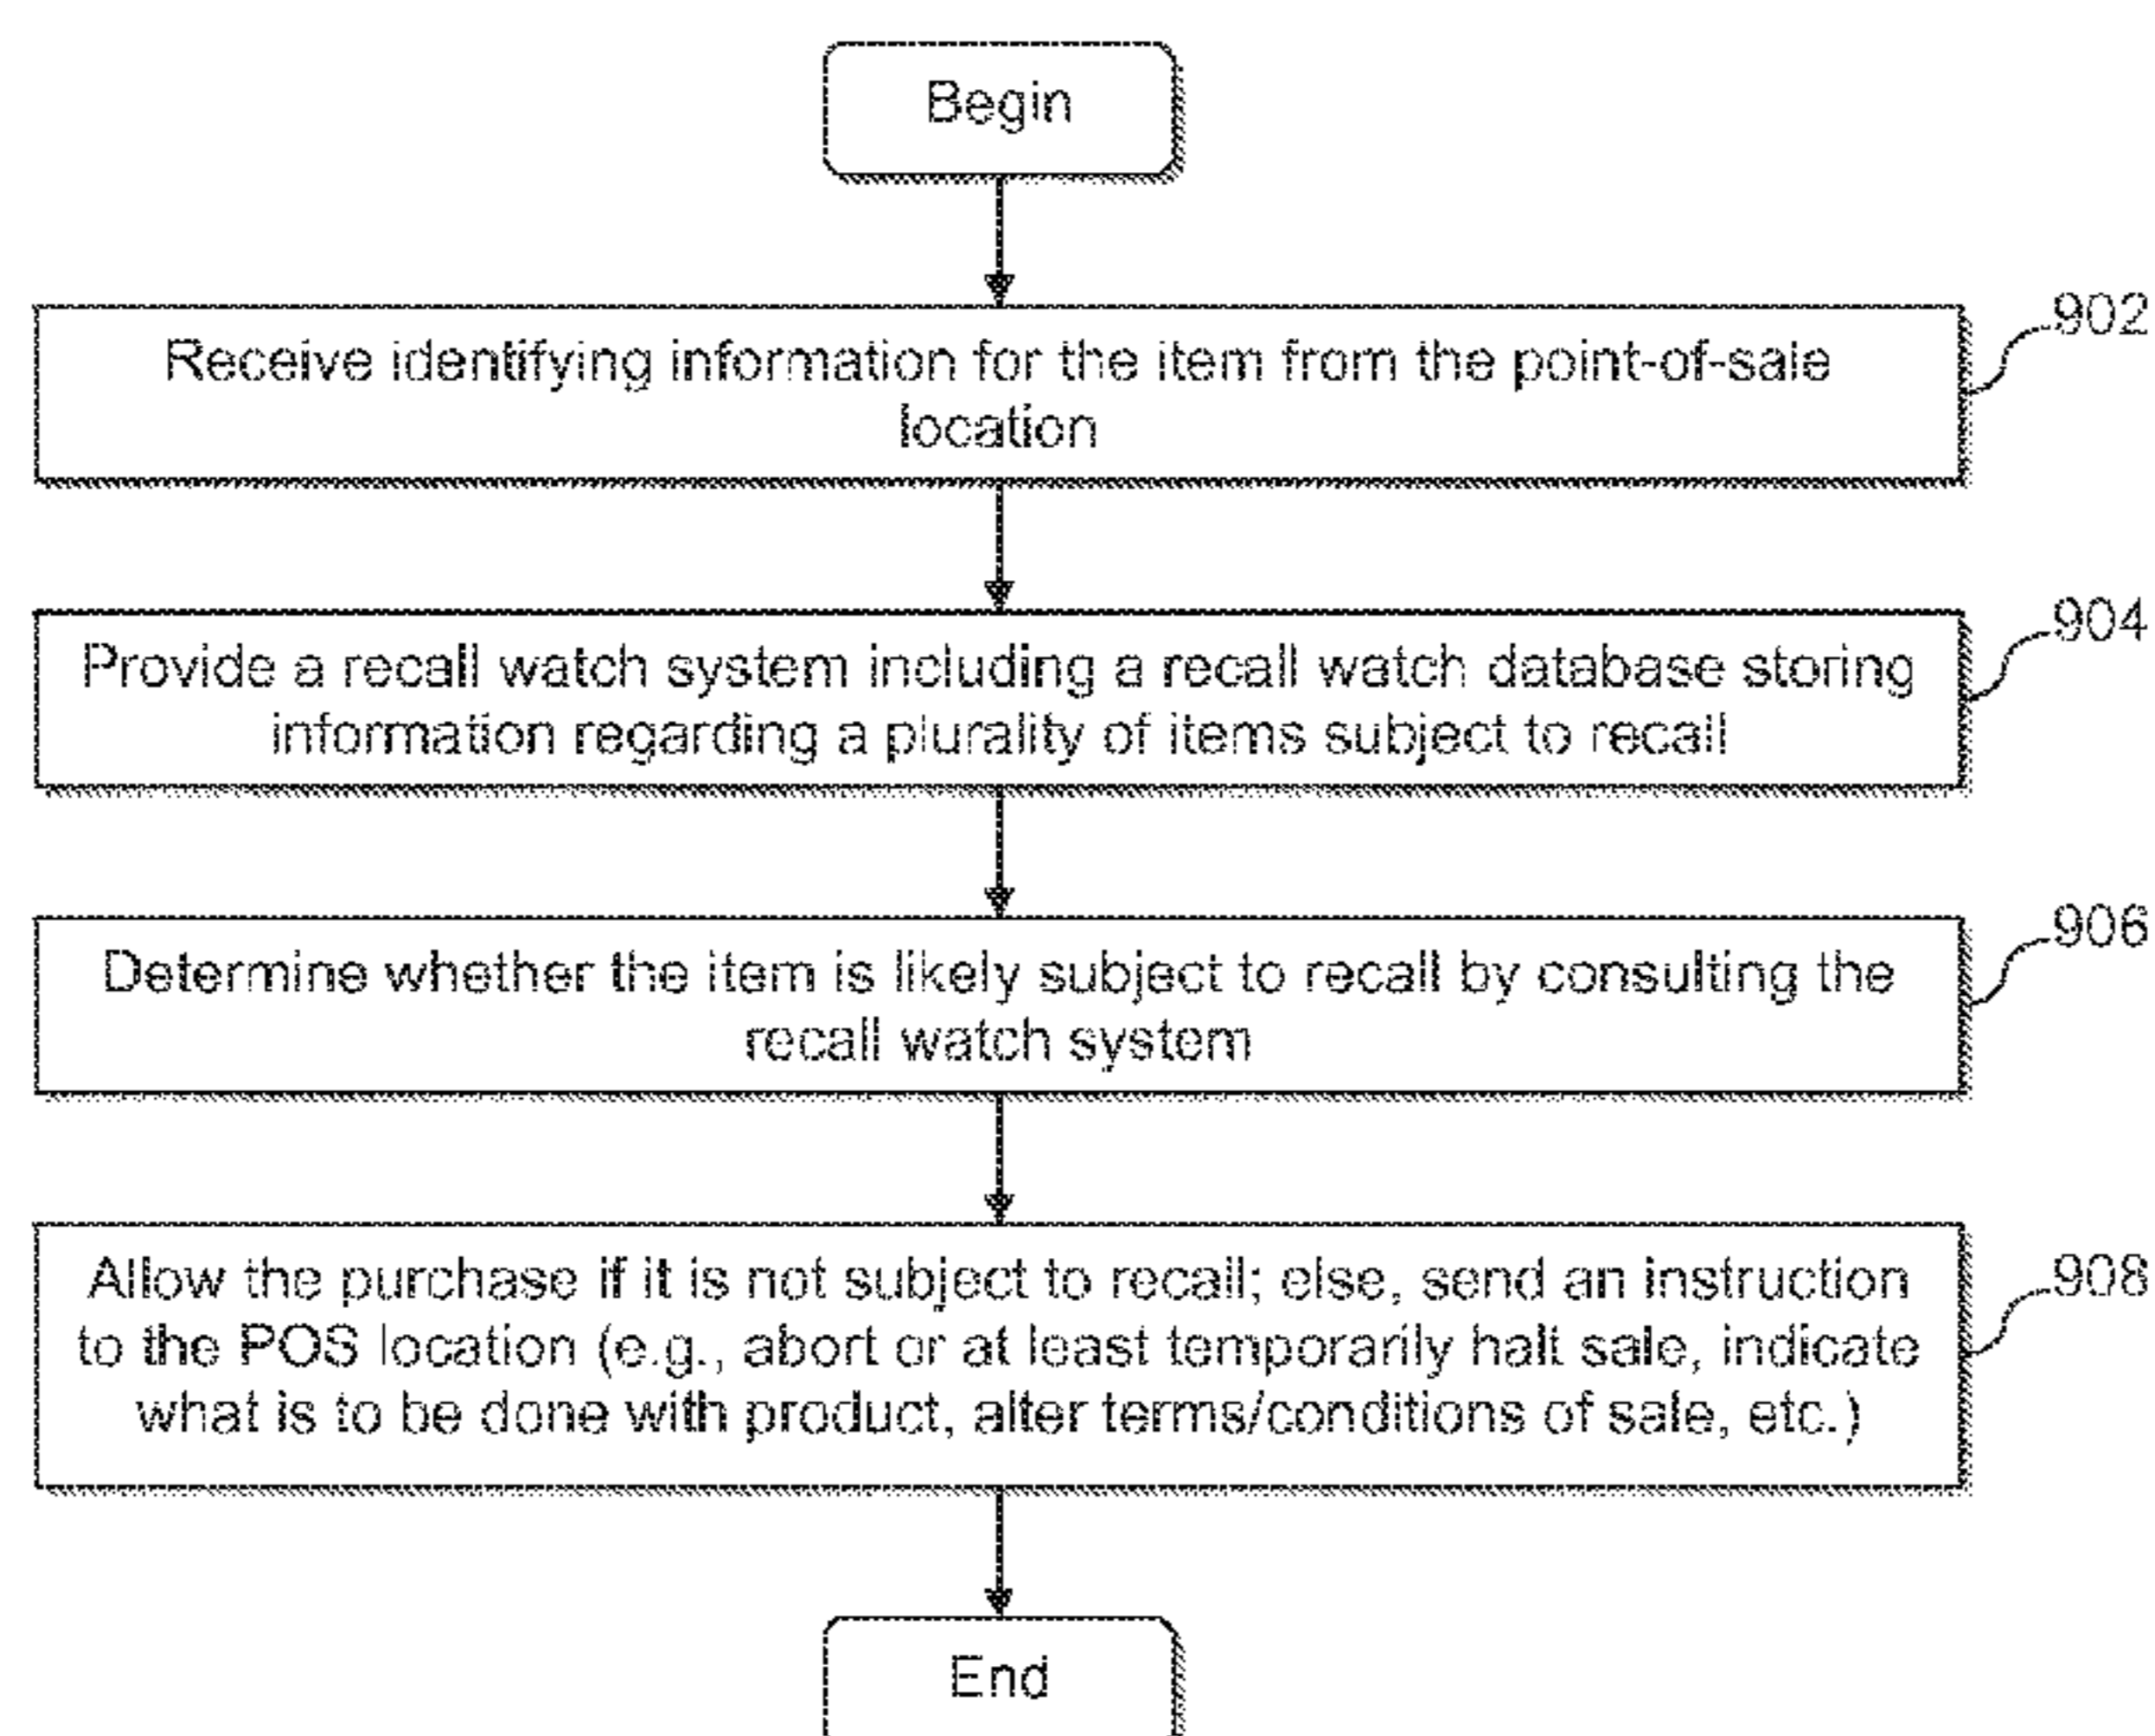 Begin
Receive identifying information for the item from the point-of-sale
location
902
Provide a recall watch system including a recall watch database storing
information regarding a plurality of items subject to recall
904
Determine whether the item is likely subject to recall by consulting the
recall watch system
906
Allow the purchase if it is not subject to recall; else, send an instruction
to the POS location (e.g., abort or at least temporarily halt sale, indicate
what is to be done with product, alter terms/conditions of sale, etc.)
908
End